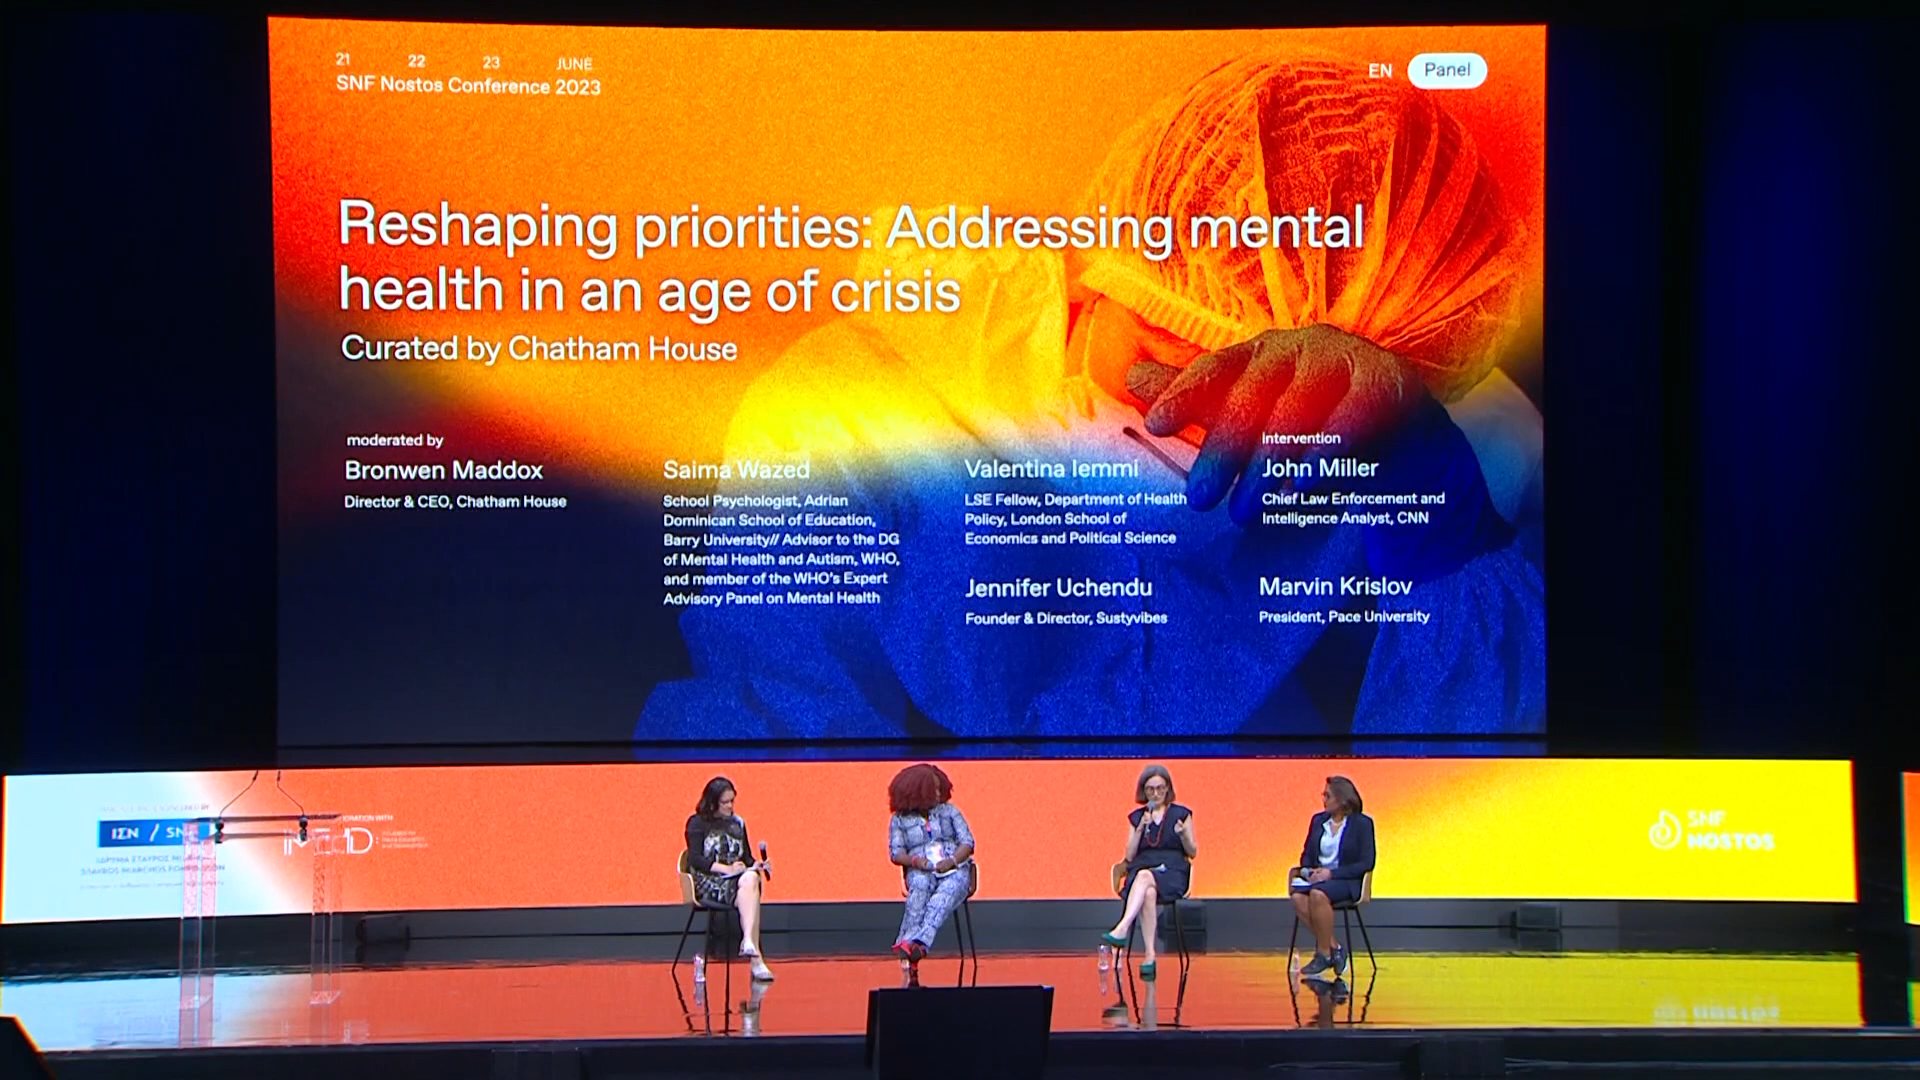 21 22 23 JUNE
SNF Nostos Conference 2023
EN Panel
Reshaping priorities: Addressing mental
health in an age of crisis
Curated by Chatham House
moderated by
Bronwen Maddox
Director & CEO, Chatham House
Saima Wazed
School Psychologist, Adrian
Dominican School of Education,
Barry University// Advisor to the DG
of Mental Health and Autism, WHO,
and member of the WHO's Expert
Advisory Panel on Mental Health
Valentina Iemmi
LSE Fellow, Department of Health
Policy, London School of
Economics and Political Science
Jennifer Uchendu
Founder & Director, Sustyvibes
Intervention
John Miller
Chief Law Enforcement and
Intelligence Analyst, CNN
Marvin Krislov
President, Pace University
ΙΣΝ / SN
SNF
NOSTOS